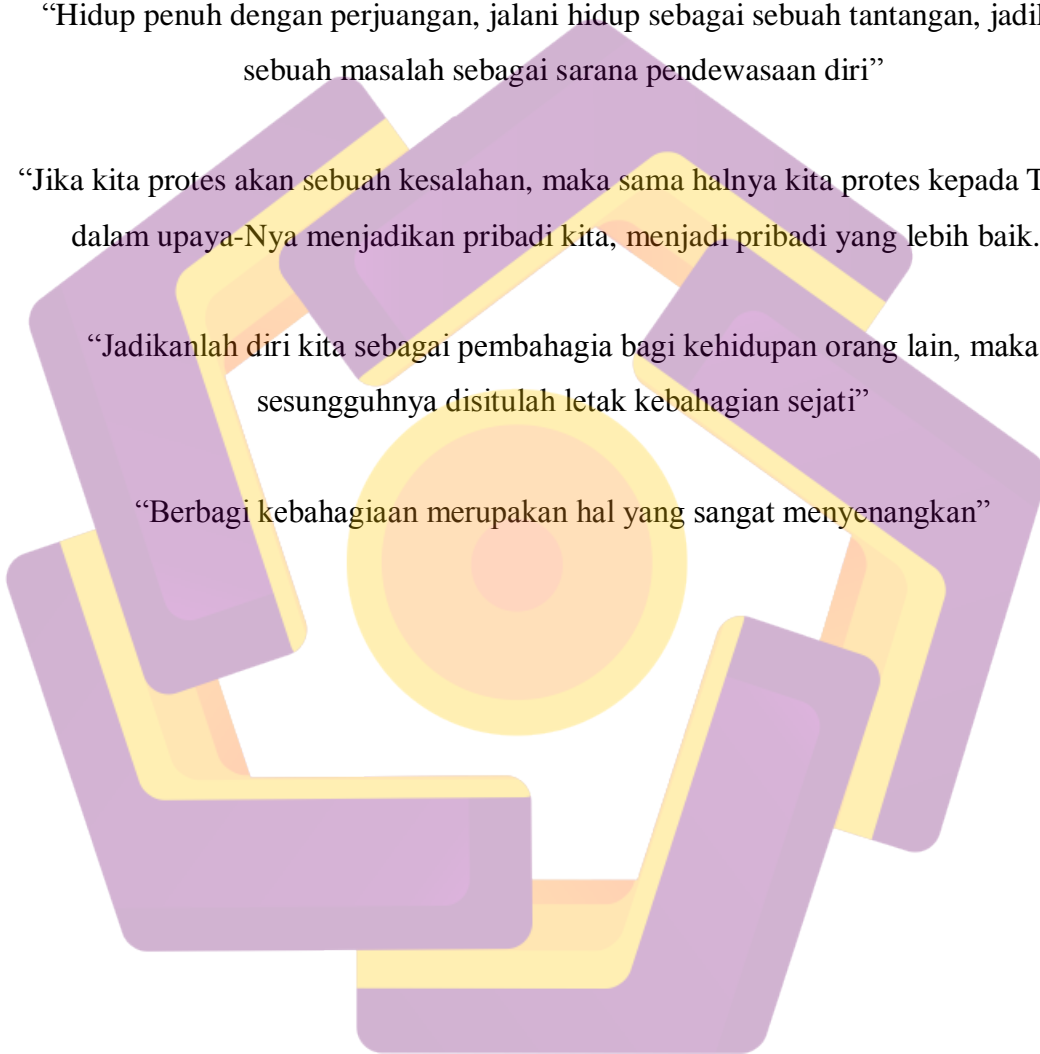 “Hidup penuh dengan perjuangan, jalani hidup sebagai sebuah tantangan,
sebuah masalah sebagai sarana pendewasaan diri”
“Jika kita protes akan sebuah kesalahan, maka sama halnya kita protes kepada
dalam upaya-Nya menjadikan pribadi kita, menjadi pribadi yang lebih baik.
“Jadikanlah diri kita sebagai pembahagia bagi kehidupan orang lain, maka
sesungguhnya disitulah letak kebahagian sejati”
“Berbagi kebahagiaan merupakan hal yang sangat menyenangkan”